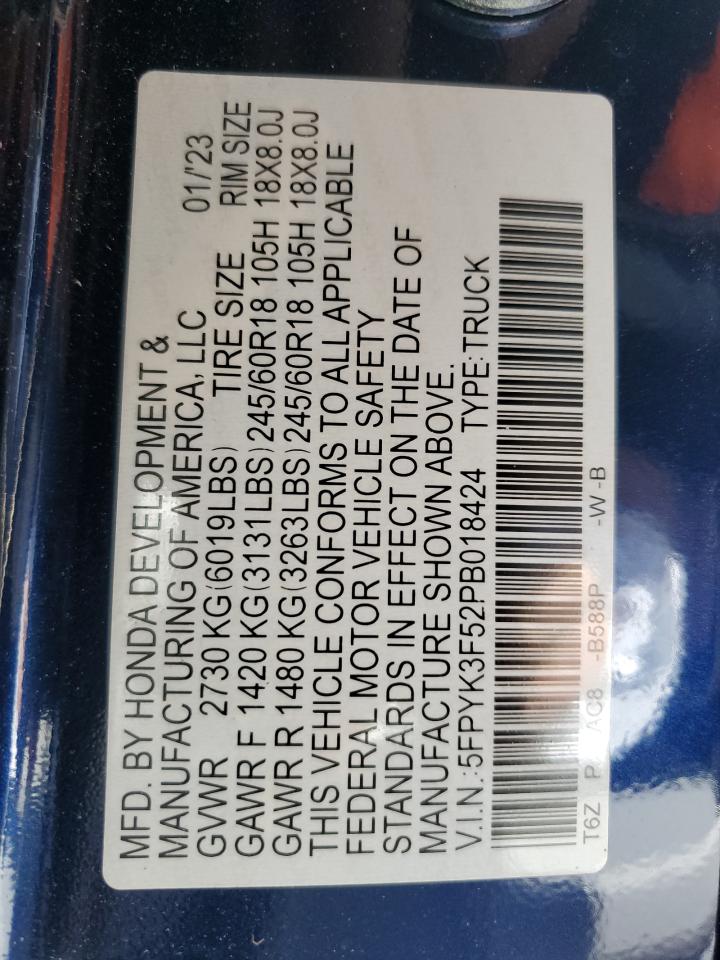 MFD. BY HONDA DEVELOPMENT &
MANUFACTURING OF AMERICA, LLC 01/'23
GVWR 2730 KG(6019LBS) TIRE SIZE RIM SIZE
GAWR F 1420 KG(3131LBS) 245/60R18 105H 18X8.0J
GAWR R 1480 KG(3263LBS) 245/60R18 105H 18X8.0J
THIS VEHICLE CONFORMS TO ALL APPLICABLE
FEDERAL MOTOR VEHICLE SAFETY
STANDARDS IN EFFECT ON THE DATE OF
MANUFACTURE SHOWN ABOVE.
V.I.N.:5FPYK3F52PB018424 TYPE:TRUCK
T6Z AC8 -B588P -W-B